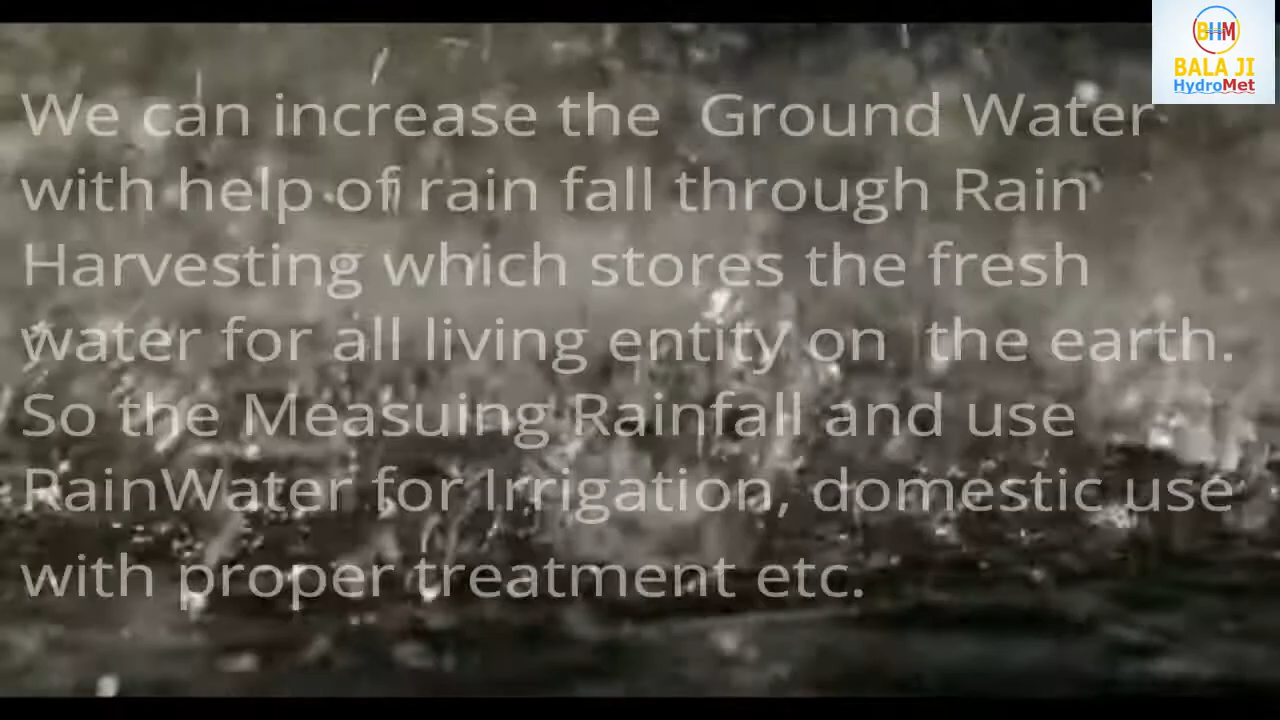 BHM
BALA JI
HydroMet
We can increase the  Ground Water
with help of rain fall through Rain
Harvesting which stores the fresh
water for all living entity on  the earth.
So the Measuing Rainfall and use
RainWater for Irrigation, domestic use
with proper treatment etc.